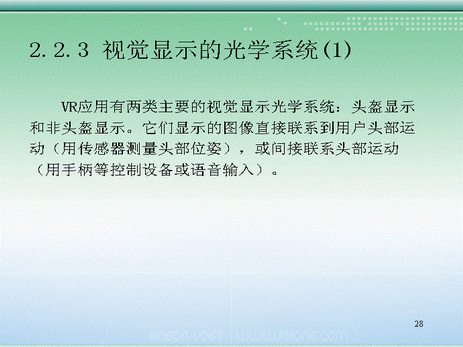 2.2.3 视觉显示的光学系统(1)
VR应用有两类主要的视觉显示光学系统：头盔显示
和非头盔显示。它们显示的图像直接联系到用户头部运
动（用传感器测量头部位姿），或间接联系头部运动
（用手柄等控制设备或语音输入）。
28